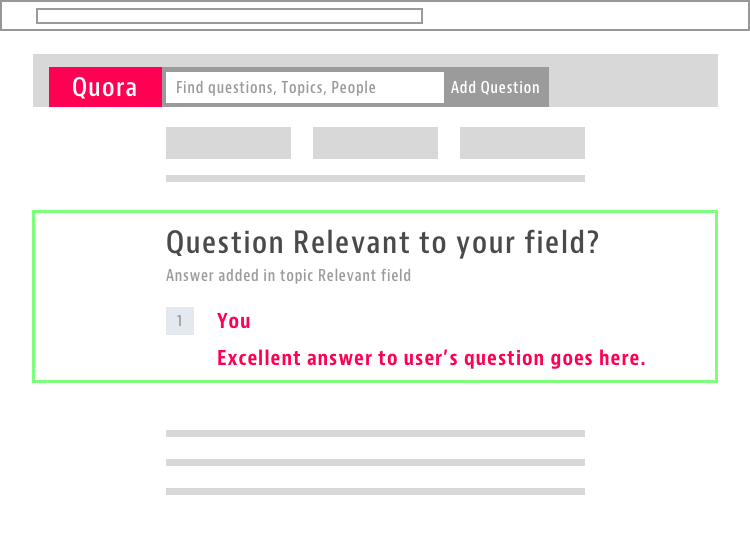 Quora
Find questions, Topics, People
Add Question
Question Relevant to your field?
Answer added in topic Relevant field
1
You
Excellent answer to user’s question goes here.